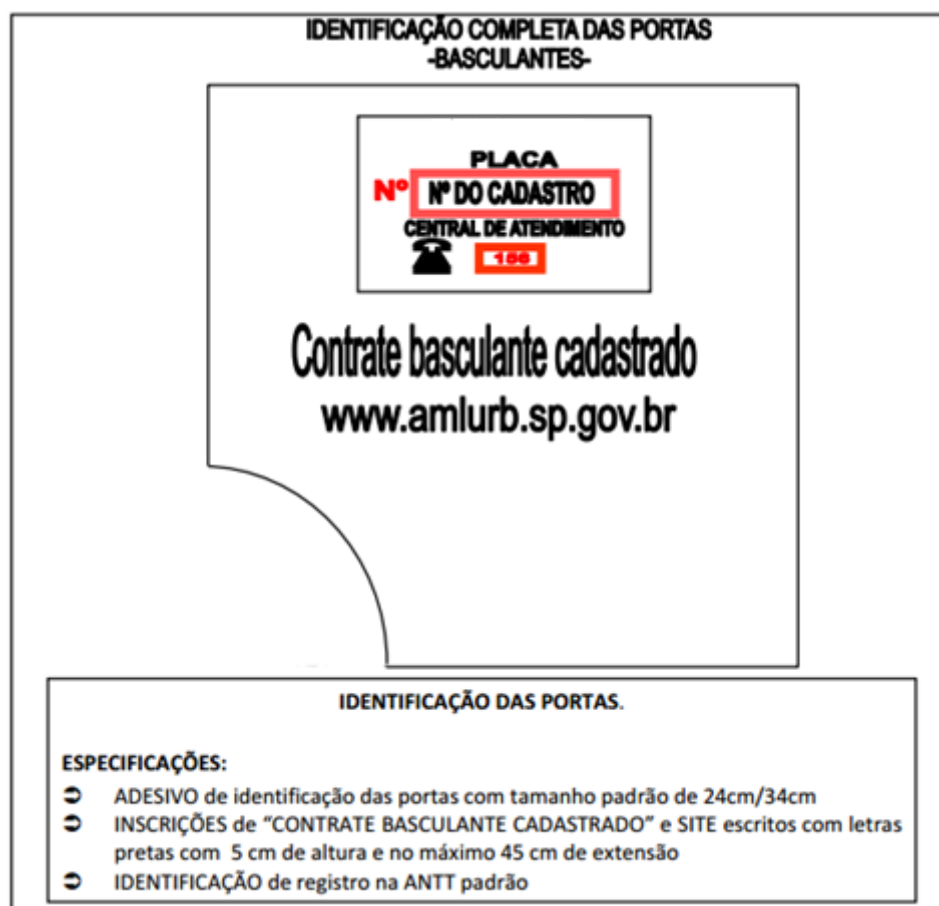 IDENTIFICAÇÃO COMPLETA DAS PORTAS
-BASCULANTES-
PLACA
Nº Nº DO CADASTRO
CENTRAL DE ATENDIMENTO
156
Contrate basculante cadastrado
www.amlurb.sp.gov.br
IDENTIFICAÇÃO DAS PORTAS.
ESPECIFICAÇÕES:
ADESIVO de identificação das portas com tamanho padrão de 24cm/34cm
INSCRIÇÕES de “CONTRATE BASCULANTE CADASTRADO” e SITE escritos com letras
pretas com 5 cm de altura e no máximo 45 cm de extensão
IDENTIFICAÇÃO de registro na ANTT padrão